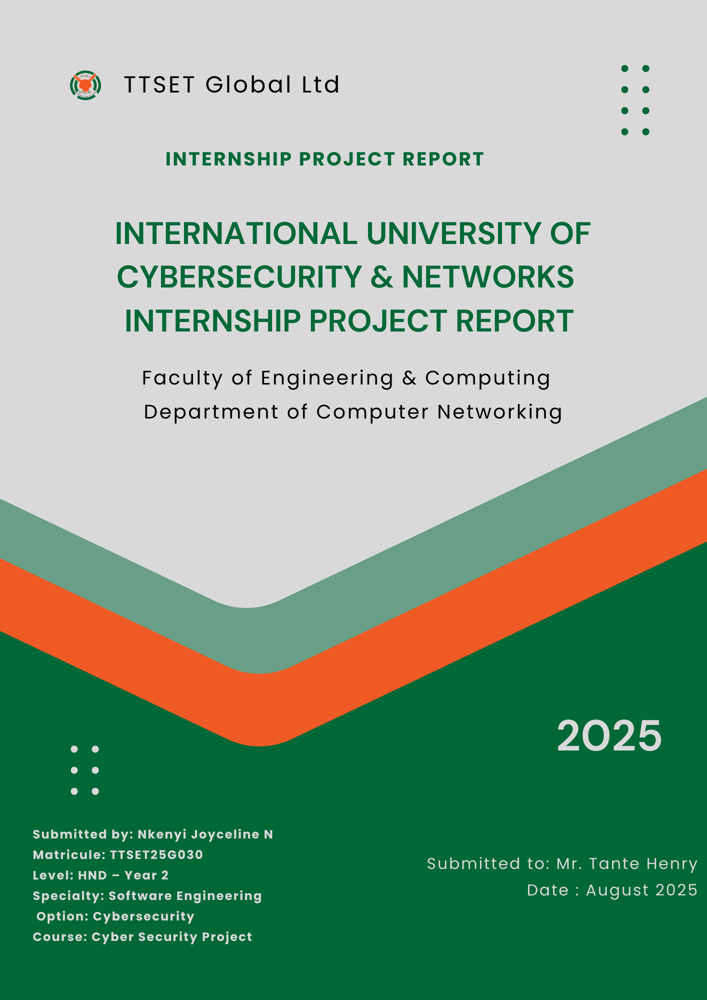 TTSET
GLOBAL
TTSET Global Ltd
INTERNSHIP PROJECT REPORT
INTERNATIONAL UNIVERSITY OF
CYBERSECURITY & NETWORKS
INTERNSHIP PROJECT REPORT
Faculty of Engineering & Computing
Department of Computer Networking
2025
Submitted by: Nkenyi Joyceline N
Matricule: TTSET25G030
Level: HND – Year 2
Specialty: Software Engineering
Option: Cybersecurity
Course: Cyber Security Project
Submitted to: Mr. Tante Henry
Date : August 2025